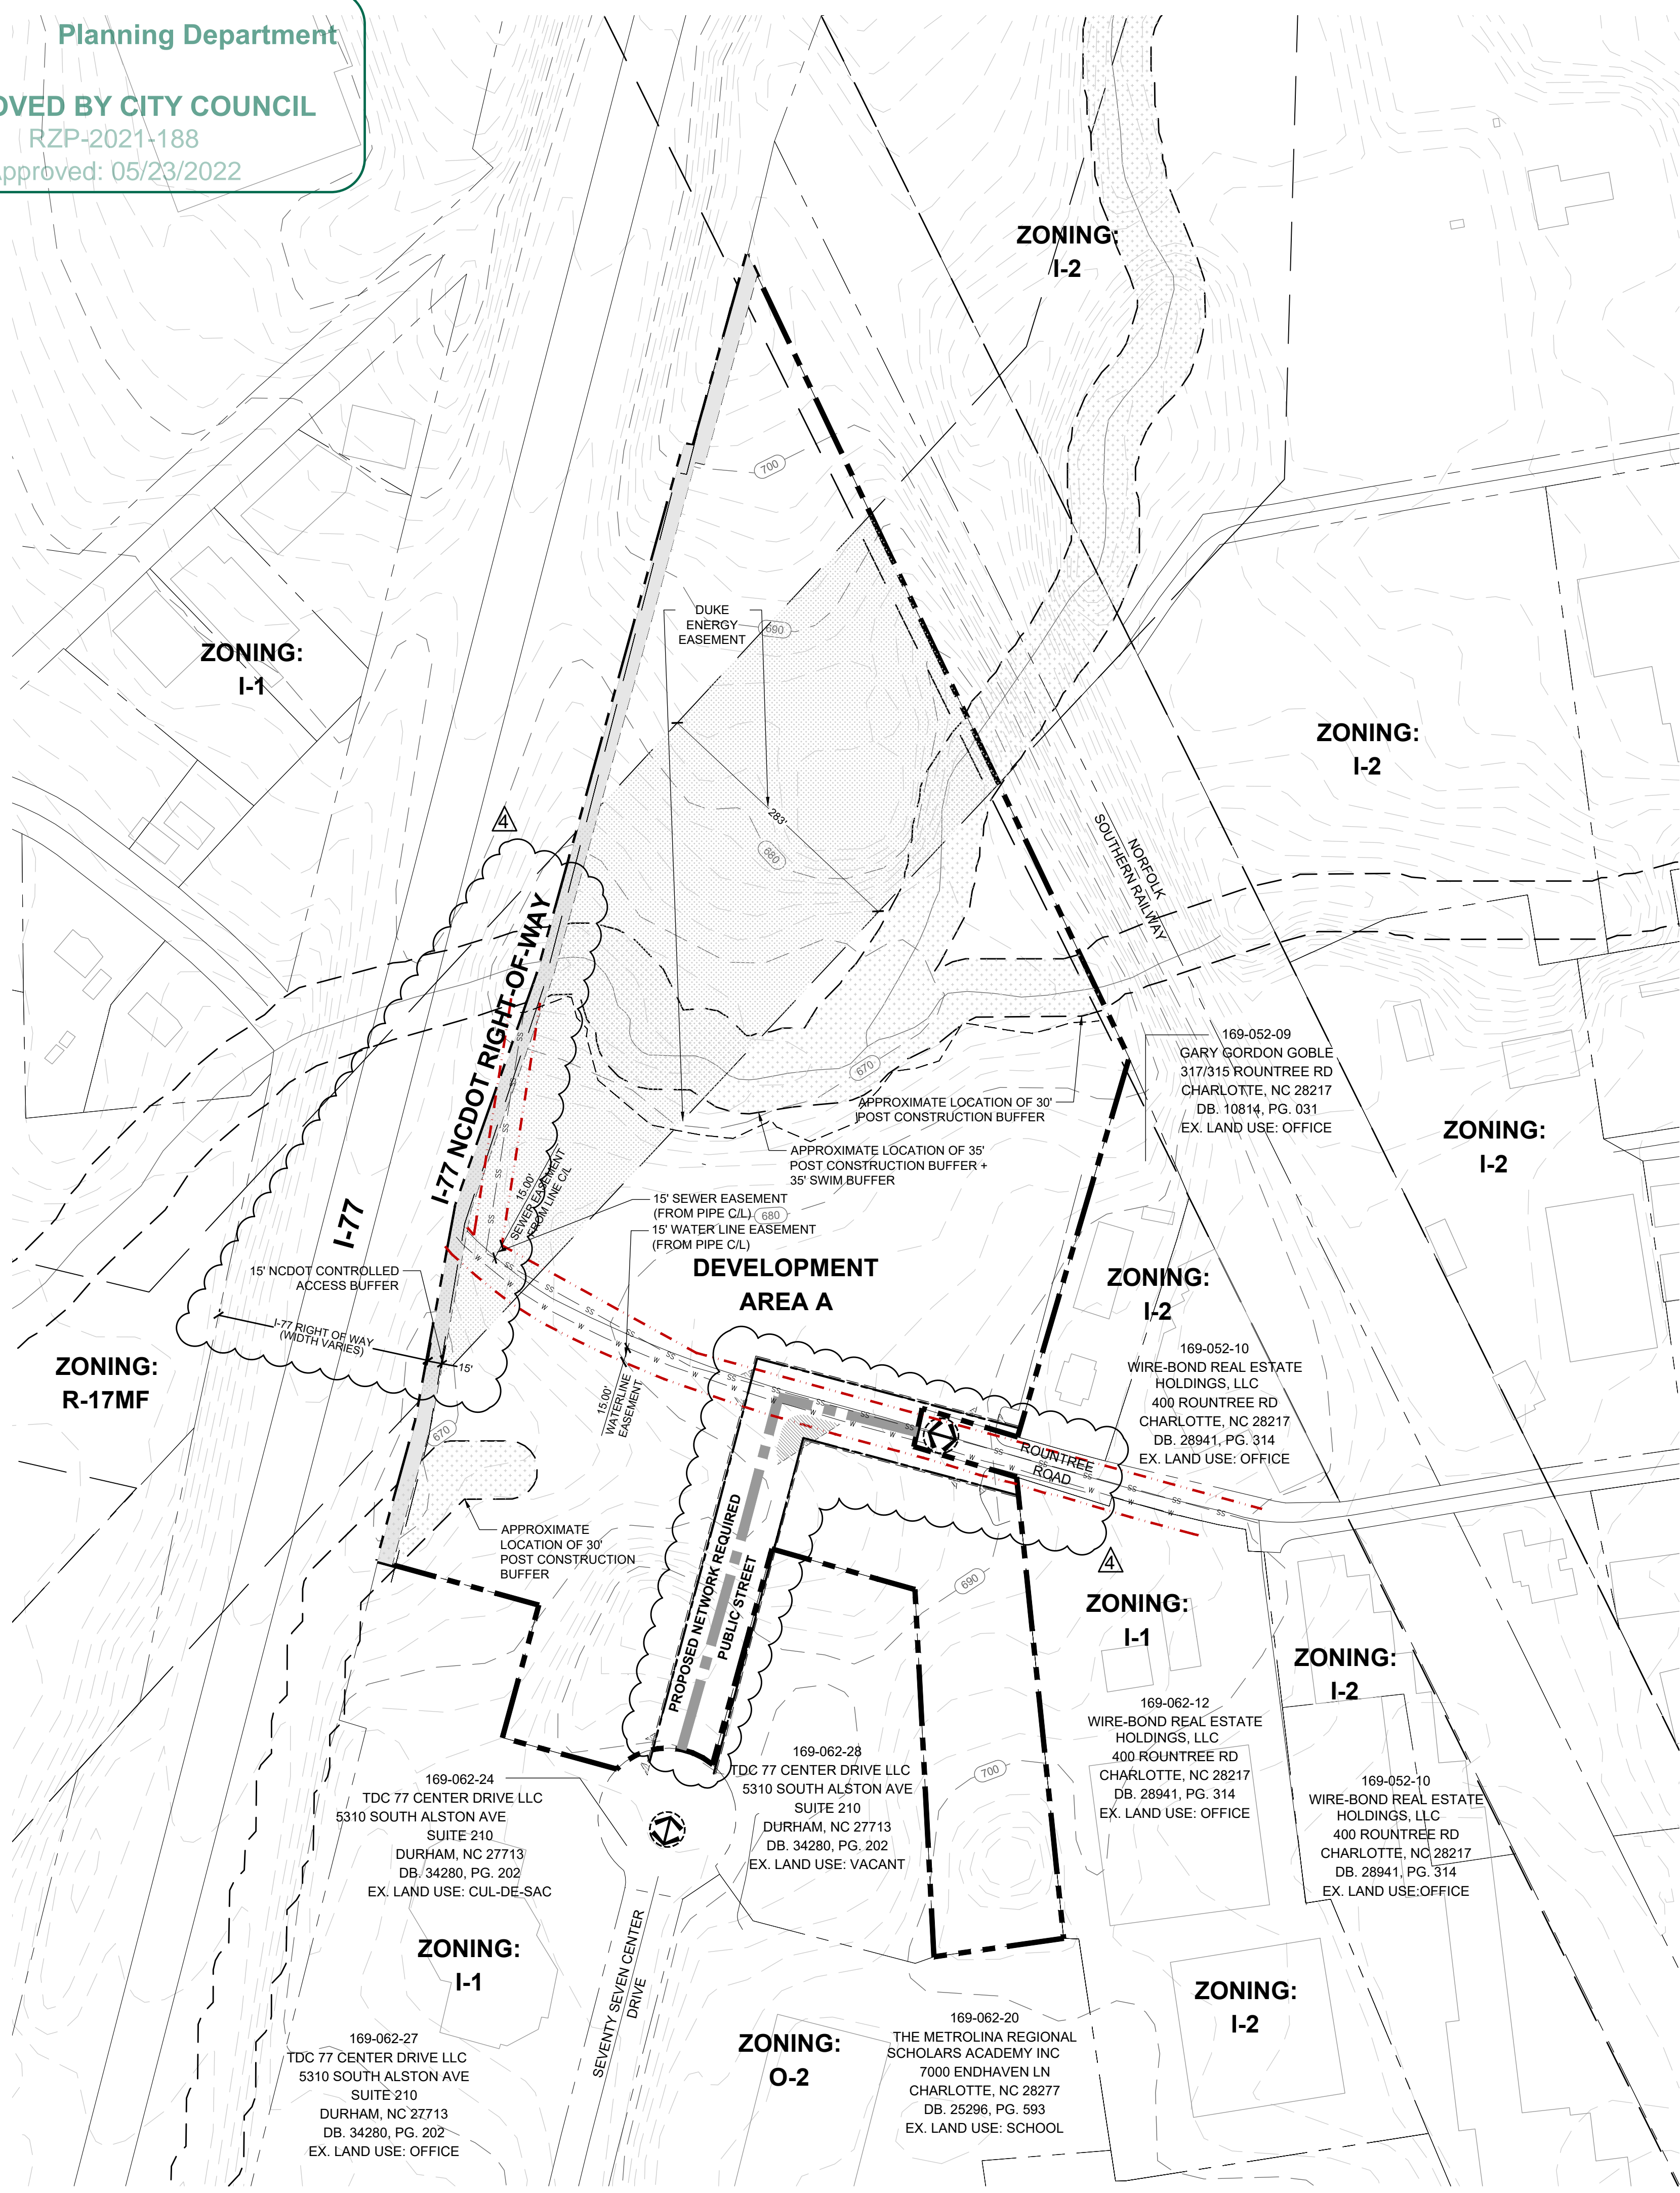 Planning Department
OVED BY CITY COUNCIL
RZP-2021-188
pproved: 05/23/2022
ZONING:
I-2
700
DUKE
ENERGY
EASEMENT
690
ZONING:
I-1
ZONING:
I-2
283'
680
4
NORFOLK
SOUTHERN RAILWAY
I-77 NCDOT RIGHT-OF-WAY
I-77
670
169-052-09
GARY GORDON GOBLE
317/315 ROUNTREE RD
CHARLOTTE, NC 28217
DB. 10814, PG. 031
EX. LAND USE: OFFICE
APPROXIMATE LOCATION OF 30'
POST CONSTRUCTION BUFFER
APPROXIMATE LOCATION OF 35'
POST CONSTRUCTION BUFFER +
35' SWIM BUFFER
ZONING:
I-2
15.00'
SEWER EASEMENT
FROM LINE C/L
15' SEWER EASEMENT
(FROM PIPE C/L)
680
15' WATER LINE EASEMENT
(FROM PIPE C/L)
DEVELOPMENT
AREA A
15' NCDOT CONTROLLED
ACCESS BUFFER
ZONING:
I-2
I-77 RIGHT OF WAY
(WIDTH VARIES)
15'
ZONING:
R-17MF
169-052-10
WIRE-BOND REAL ESTATE
HOLDINGS, LLC
400 ROUNTREE RD
CHARLOTTE, NC 28217
DB. 28941, PG. 314
EX. LAND USE: OFFICE
15.00'
WATERLINE
EASEMENT
670
ROUNTREE
ROAD
APPROXIMATE
LOCATION OF 30'
POST CONSTRUCTION
BUFFER
PROPOSED NETWORK REQUIRED
PUBLIC STREET
4
690
ZONING:
I-1
ZONING:
I-2
169-062-12
WIRE-BOND REAL ESTATE
HOLDINGS, LLC
400 ROUNTREE RD
CHARLOTTE, NC 28217
DB. 28941, PG. 314
EX. LAND USE: OFFICE
169-062-28
TDC 77 CENTER DRIVE LLC
5310 SOUTH ALSTON AVE
SUITE 210
DURHAM, NC 27713
DB. 34280, PG. 202
EX. LAND USE: VACANT
700
169-062-24
TDC 77 CENTER DRIVE LLC
5310 SOUTH ALSTON AVE
SUITE 210
DURHAM, NC 27713
DB. 34280, PG. 202
EX. LAND USE: CUL-DE-SAC
169-052-10
WIRE-BOND REAL ESTATE
HOLDINGS, LLC
400 ROUNTREE RD
CHARLOTTE, NC 28217
DB. 28941, PG. 314
EX. LAND USE:OFFICE
SEVENTY SEVEN CENTER
DRIVE
ZONING:
I-1
ZONING:
I-2
169-062-27
TDC 77 CENTER DRIVE LLC
5310 SOUTH ALSTON AVE
SUITE 210
DURHAM, NC 27713
DB. 34280, PG. 202
EX. LAND USE: OFFICE
ZONING:
O-2
169-062-20
THE METROLINA REGIONAL
SCHOLARS ACADEMY INC
7000 ENDHAVEN LN
CHARLOTTE, NC 28277
DB. 25296, PG. 593
EX. LAND USE: SCHOOL